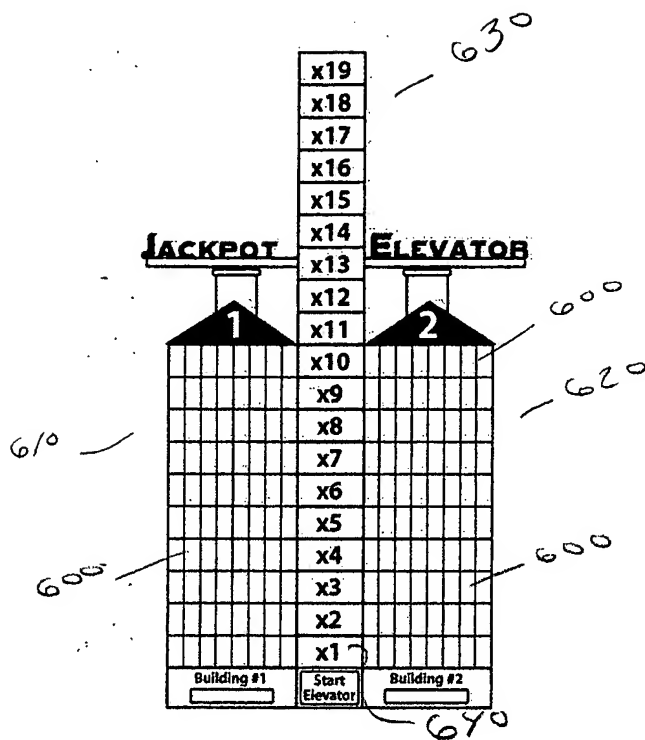 630
x19
x18
x17
x16
x15
x14
JACKPOT ELEVATOR
x13
x12
600
1 x11 2
x10
620
x9
x8
610
x7
x6
x5
600 x4 600
x3
x2
x1
Building #1 Start Elevator Building #2
640